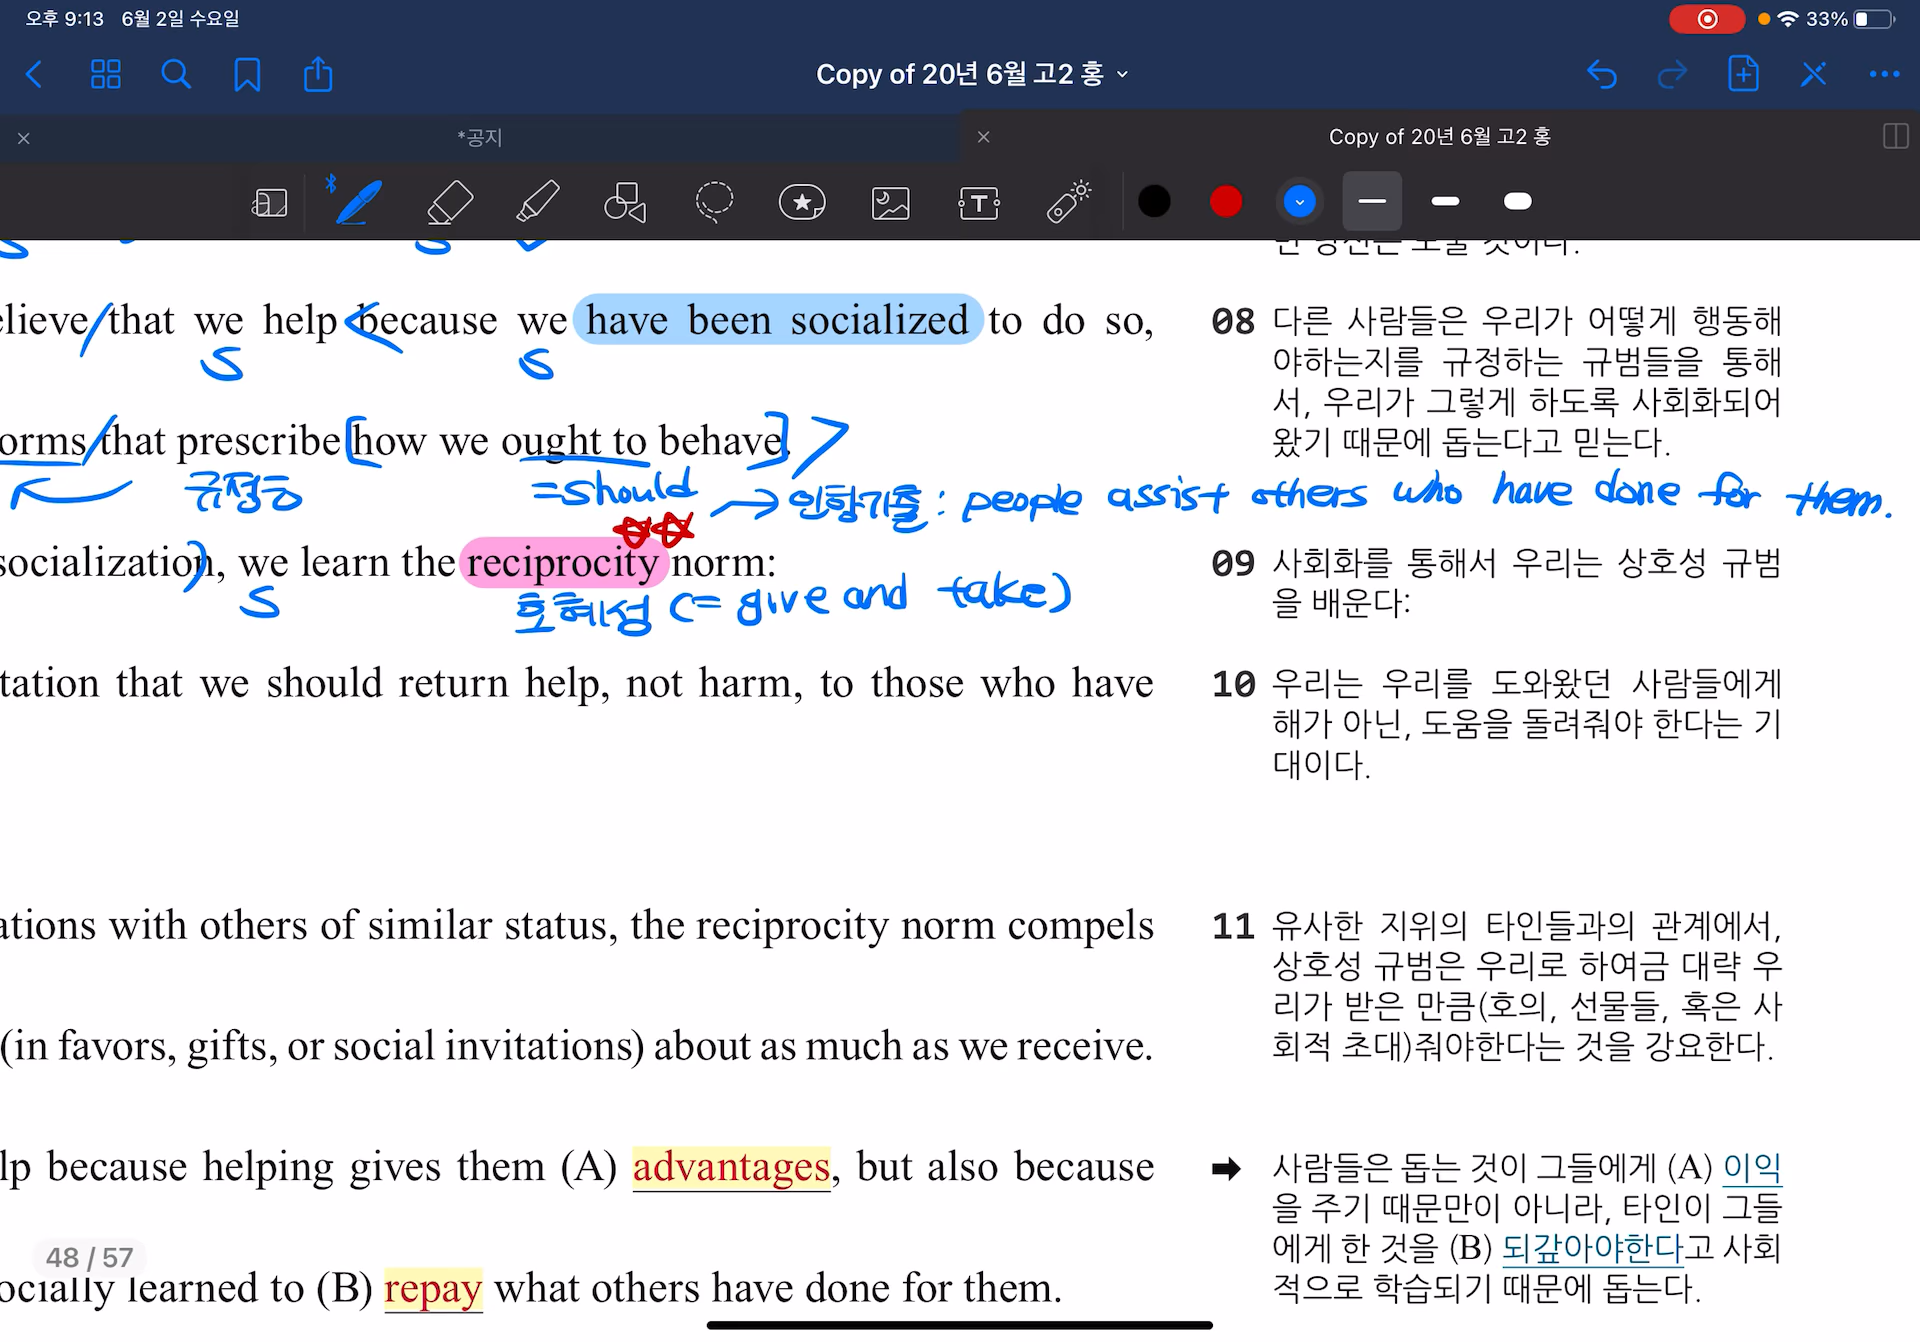 오후 9:13 6월 2일 수요일
33%
Copy of 20년 6월 고2 홍
*공지
Copy of 20년 6월 고2 홍
T
elieve that we help because we have been socialized to do so,
S S
orms that prescribe how we ought to behave.
규정등 =should → 인향기출: people assist others who have done for them.
socialization, we learn the reciprocity norm:
S 호혜성 (= give and take)
tation that we should return help, not harm, to those who have
ations with others of similar status, the reciprocity norm compels
(in favors, gifts, or social invitations) about as much as we receive.
lp because helping gives them (A) advantages, but also because
48 / 57
ocially learned to (B) repay what others have done for them.
08 다른 사람들은 우리가 어떻게 행동해
야하는지를 규정하는 규범들을 통해
서, 우리가 그렇게 하도록 사회화되어
왔기 때문에 돕는다고 믿는다.
09 사회화를 통해서 우리는 상호성 규범
을 배운다:
10 우리는 우리를 도와왔던 사람들에게
해가 아닌, 도움을 돌려줘야 한다는 기
대이다.
11 유사한 지위의 타인들과의 관계에서,
상호성 규범은 우리로 하여금 대략 우
리가 받은 만큼(호의, 선물들, 혹은 사
회적 초대)줘야한다는 것을 강요한다.
➡ 사람들은 돕는 것이 그들에게 (A) 이익
을 주기 때문만이 아니라, 타인이 그들
에게 한 것을 (B) 되갚아야한다고 사회
적으로 학습되기 때문에 돕는다.